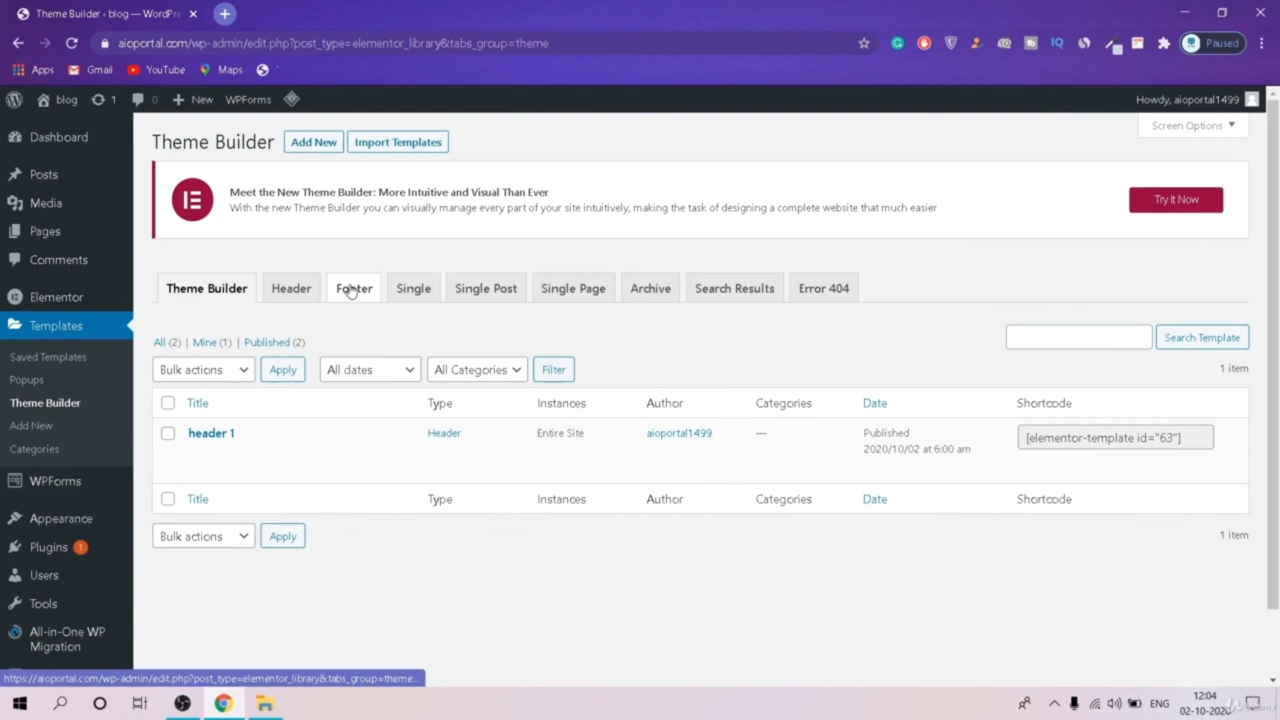 Theme Builder ‹ blog — WordPre
aioportal.com/wp-admin/edit.php?post_type=elementor_library&tabs_group=theme
Paused
Apps
Gmail
YouTube
Maps
blog
1
0
New
WPForms
Howdy, aioportal1499
Screen Options
Dashboard
Posts
Media
Pages
Comments
Elementor
Templates
Saved Templates
Popups
Theme Builder
Add New
Categories
WPForms
Appearance
Plugins 1
Users
Tools
All-in-One WP
Migration
Theme Builder
Add New
Import Templates
Meet the New Theme Builder: More Intuitive and Visual Than Ever
With the new Theme Builder you can visually manage every part of your site intuitively, making the task of designing a complete website that much easier
Try It Now
Theme Builder
Header
Footer
Single
Single Post
Single Page
Archive
Search Results
Error 404
All (2) | Mine (1) | Published (2)
Search Template
Bulk actions
Apply
All dates
All Categories
Filter
1 item
Title
Type
Instances
Author
Categories
Date
Shortcode
header 1
Header
Entire Site
aioportal1499
—
Published
2020/10/02 at 6:00 am
[elementor-template id="63"]
Title
Type
Instances
Author
Categories
Date
Shortcode
Bulk actions
Apply
1 item
https://aioportal.com/wp-admin/edit.php?post_type=elementor_library&tabs_group=theme...
ENG
12:04
02-10-2020